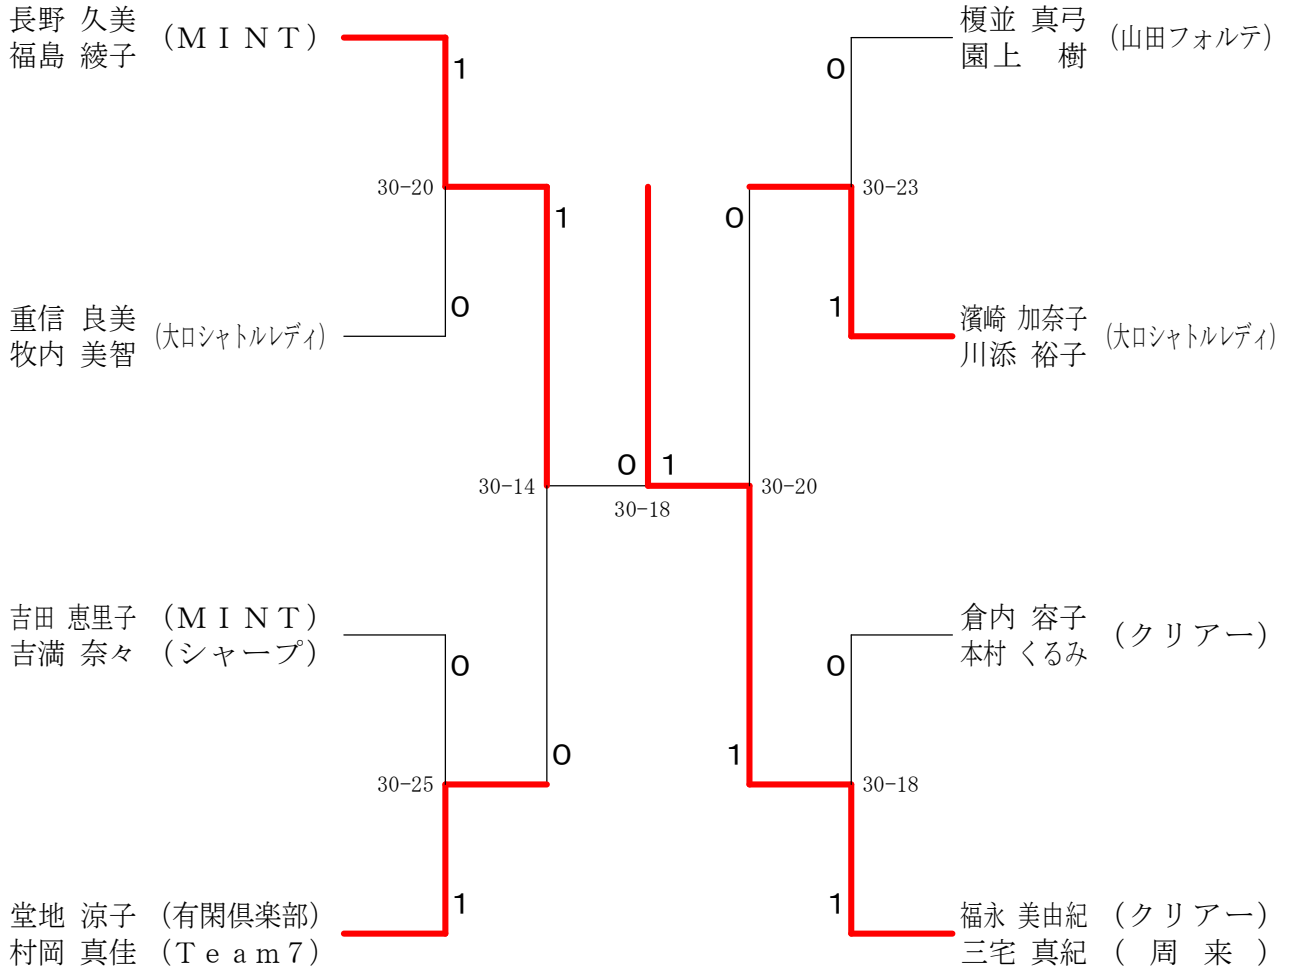 長野 久美 (ＭＩＮＴ)
福島 綾子
1
30-20
1
0
重信 良美 (大口シャトルレディ)
牧内 美智
30-14
吉田 恵里子 (ＭＩＮＴ)
吉満 奈々 (シャープ)
0
0
30-25
1
堂地 涼子 (有閑倶楽部)
村岡 真佳 (Ｔｅａｍ７)
0 1
30-18
榎並 真弓 (山田フォルテ)
園上 樹
0
30-23
0
1
濱崎 加奈子 (大口シャトルレディ)
川添 裕子
30-20
倉内 容子 (クリアー)
本村 くるみ
0
1
30-18
1
福永 美由紀 (クリアー)
三宅 真紀 (周来)